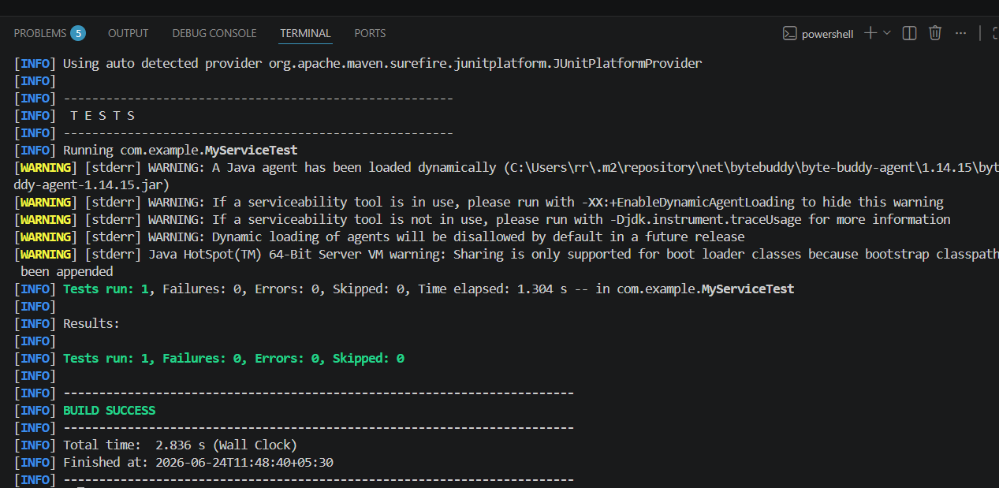 PROBLEMS 5 OUTPUT DEBUG CONSOLE TERMINAL PORTS powershell
[INFO] Using auto detected provider org.apache.maven.surefire.junitplatform.JUnitPlatformProvider
[INFO]
[INFO] -------------------------------------------------------
[INFO]  T E S T S
[INFO] -------------------------------------------------------
[INFO] Running com.example.MyServiceTest
[WARNING] [stderr] WARNING: A Java agent has been loaded dynamically (C:\Users\rr\.m2\repository\net\bytebuddy\byte-buddy-agent\1.14.15\byt
ddy-agent-1.14.15.jar)
[WARNING] [stderr] WARNING: If a serviceability tool is in use, please run with -XX:+EnableDynamicAgentLoading to hide this warning
[WARNING] [stderr] WARNING: If a serviceability tool is not in use, please run with -Djdk.instrument.traceUsage for more information
[WARNING] [stderr] WARNING: Dynamic loading of agents will be disallowed by default in a future release
[WARNING] [stderr] Java HotSpot(TM) 64-Bit Server VM warning: Sharing is only supported for boot loader classes because bootstrap classpath
 been appended
[INFO] Tests run: 1, Failures: 0, Errors: 0, Skipped: 0, Time elapsed: 1.304 s -- in com.example.MyServiceTest
[INFO]
[INFO] Results:
[INFO]
[INFO] Tests run: 1, Failures: 0, Errors: 0, Skipped: 0
[INFO]
[INFO] ------------------------------------------------------------------------
[INFO] BUILD SUCCESS
[INFO] ------------------------------------------------------------------------
[INFO] Total time:  2.836 s (Wall Clock)
[INFO] Finished at: 2026-06-24T11:48:40+05:30
[INFO] ------------------------------------------------------------------------